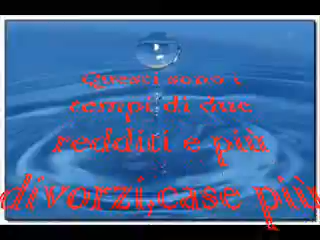 Questi sono i
tempi di due
redditi e più
divorzi,case più